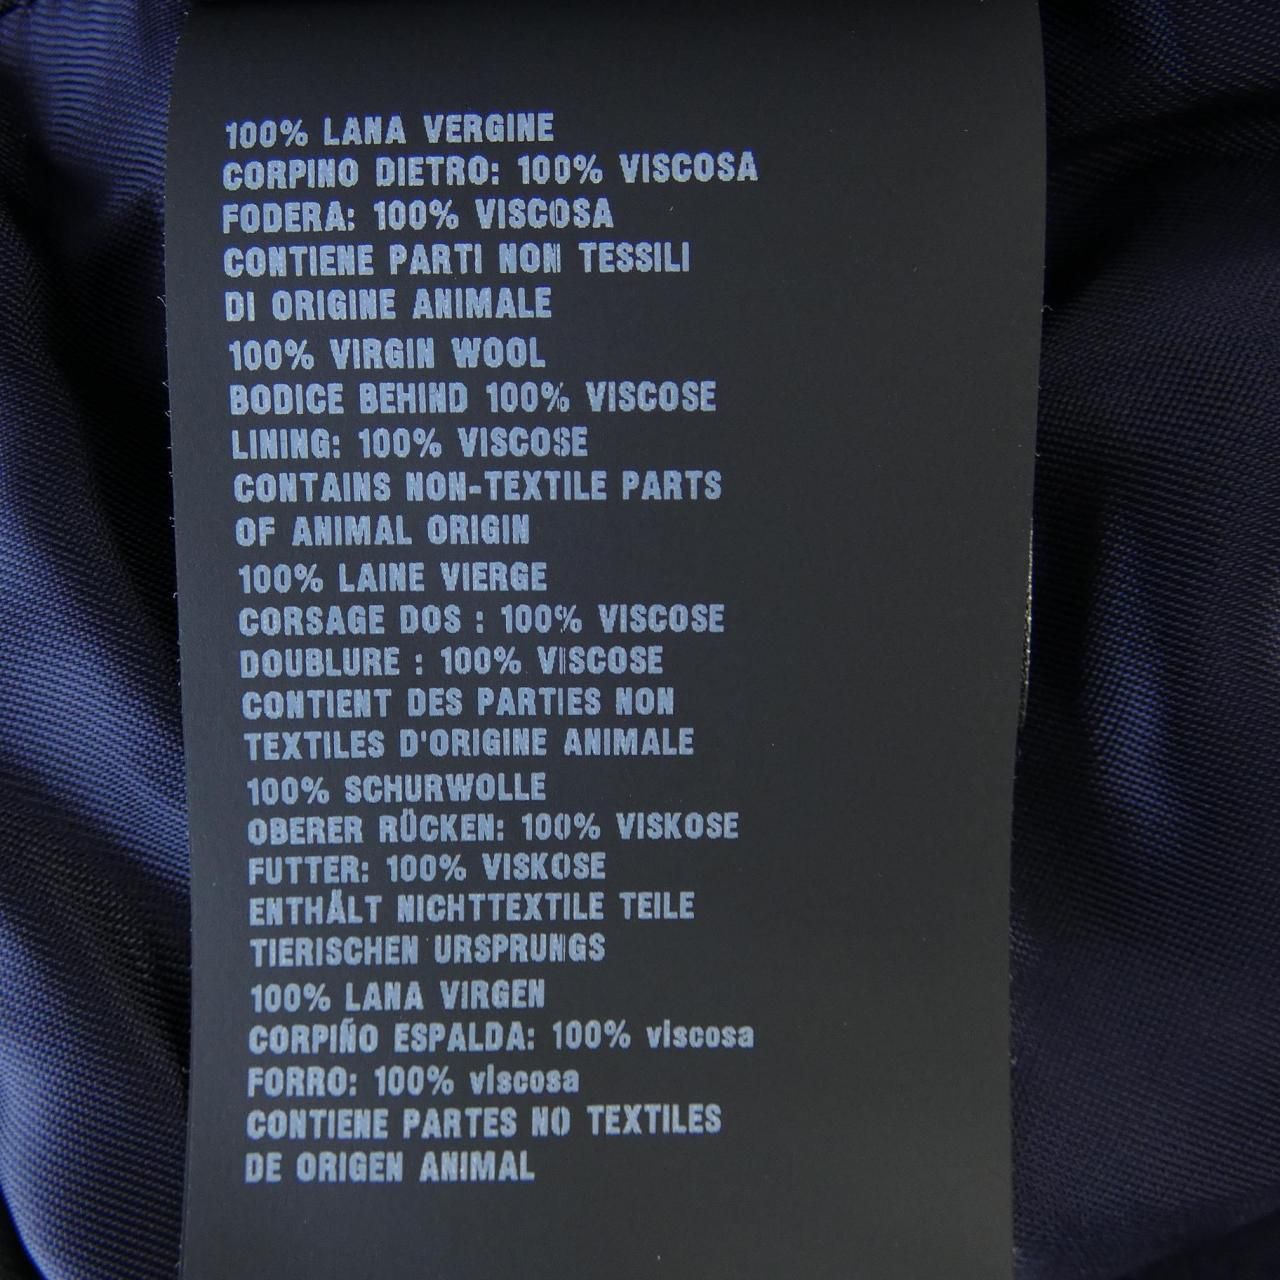 100% LANA VERGINE
CORPINO DIETRO: 100% VISCOSA
FODERA: 100% VISCOSA
CONTIENE PARTI NON TESSILI
DI ORIGINE ANIMALE
100% VIRGIN WOOL
BODICE BEHIND 100% VISCOSE
LINING: 100% VISCOSE
CONTAINS NON-TEXTILE PARTS
OF ANIMAL ORIGIN
100% LAINE VIERGE
CORSAGE DOS : 100% VISCOSE
DOUBLURE : 100% VISCOSE
CONTIENT DES PARTIES NON
TEXTILES D'ORIGINE ANIMALE
100% SCHURWOLLE
OBERER RÜCKEN: 100% VISKOSE
FUTTER: 100% VISKOSE
ENTHÄLT NICHTTEXTILE TEILE
TIERISCHEN URSPRUNGS
100% LANA VIRGEN
CORPIÑO ESPALDA: 100% viscosa
FORRO: 100% viscosa
CONTIENE PARTES NO TEXTILES
DE ORIGEN ANIMAL